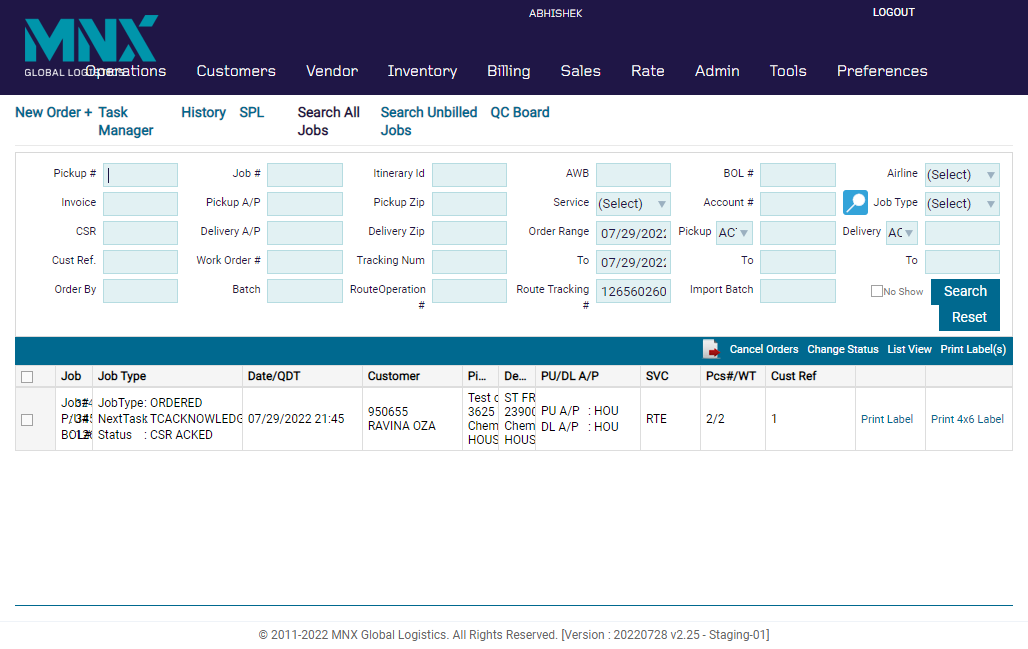 ABHISHEK LOGOUT
MNX
GLOBAL
Operations Customers Vendor Inventory Billing Sales Rate Admin Tools Preferences
New Order + Task Manager History SPL Search All Jobs Search Unbilled Jobs QC Board
Pickup # Job # Itinerary Id AWB BOL # Airline (Select)
Invoice Pickup A/P Pickup Zip Service (Select) Account # Job Type (Select)
CSR Delivery A/P Delivery Zip Order Range 07/29/2022 Pickup AC Delivery AC
Cust Ref. Work Order # Tracking Num To 07/29/2022 To To
Order By Batch RouteOperation # Route Tracking # 126560260 Import Batch No Show Search
Reset
Cancel Orders Change Status List View Print Label(s)
Job Job Type Date/QDT Customer Pi... De... PU/DL A/P SVC Pcs#/WT Cust Ref
Job# JobType: ORDERED
NextTask: TCACKNOWLEDG
BOL# Status : CSR ACKED
07/29/2022 21:45
950655
RAVINA OZA
Test
3625
Chem
HOUS
ST FR
2390
Chem
HOUS
PU A/P : HOU
DL A/P : HOU
RTE 2/2 1 Print Label Print 4x6 Label
© 2011-2022 MNX Global Logistics. All Rights Reserved. [Version : 20220728 v2.25 - Staging-01]